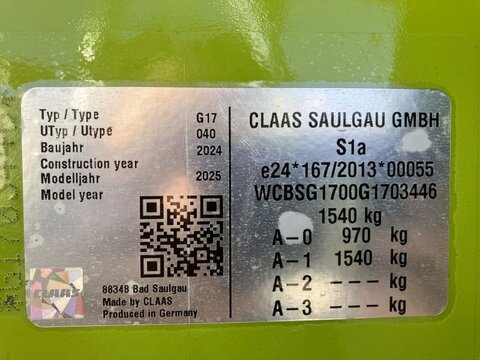 Typ / Type G17
UTyp / Utype 040
Baujahr 2024
Construction year
Modelljahr 2025
Model year
CLAAS
88348 Bad Saulgau
Made by CLAAS
Produced in Germany
CLAAS SAULGAU GMBH
S1a
e24*167/2013*00055
WCBSG1700G1703446
1540 kg
A-0 970 kg
A-1 1540 kg
A-2 --- kg
A-3 --- kg